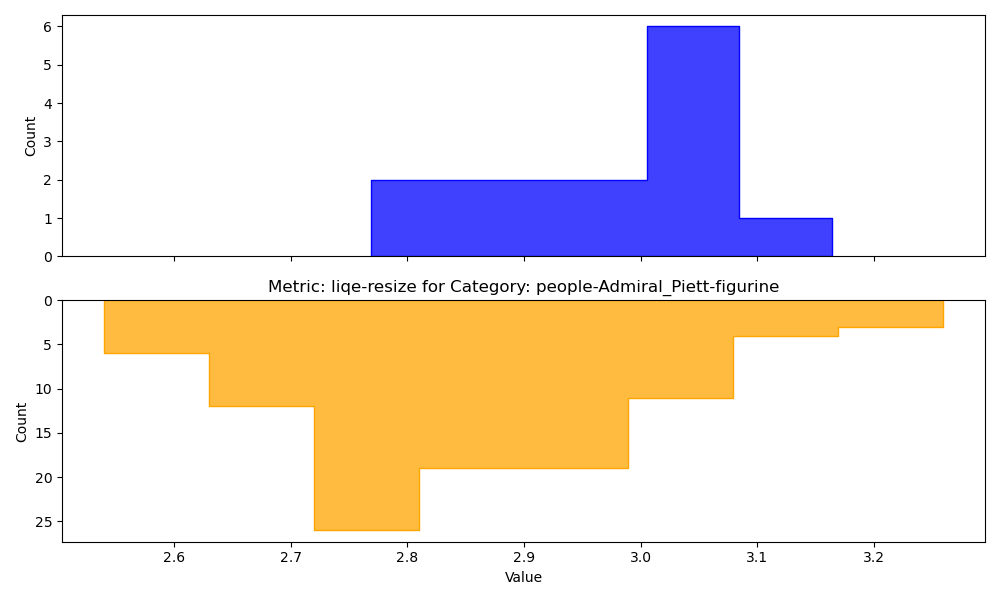 6
5
4
3
2
1
0
Count
Metric: liqe-resize for Category: people-Admiral_Piett-figurine
0
5
10
15
20
25
Count
2.6 2.7 2.8 2.9 3.0 3.1 3.2
Value